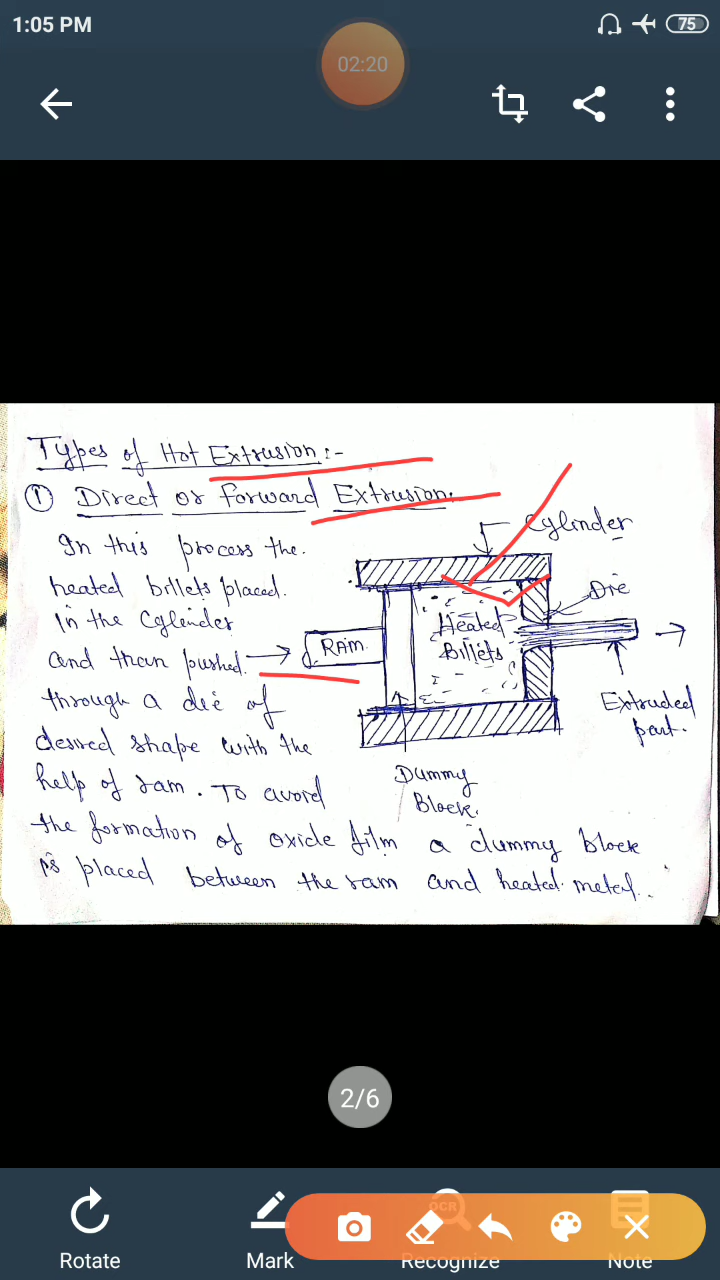 1:05 PM
75
02:20
Types of Hot Extrusion :-
① Direct or forward Extrusion.
In this process the.
heated billets placed.
in the Cylinder
and than pushed.
through a die of
desired shape with the
help of ram. To avoid
the formation of oxide film a dummy block
is placed between the ram and heated metal.
Cylinder
Die
RAM
Heated
Billets
Extruded
part.
Dummy
Block.
2/6
Rotate
Mark
OCR
Recognize
Note